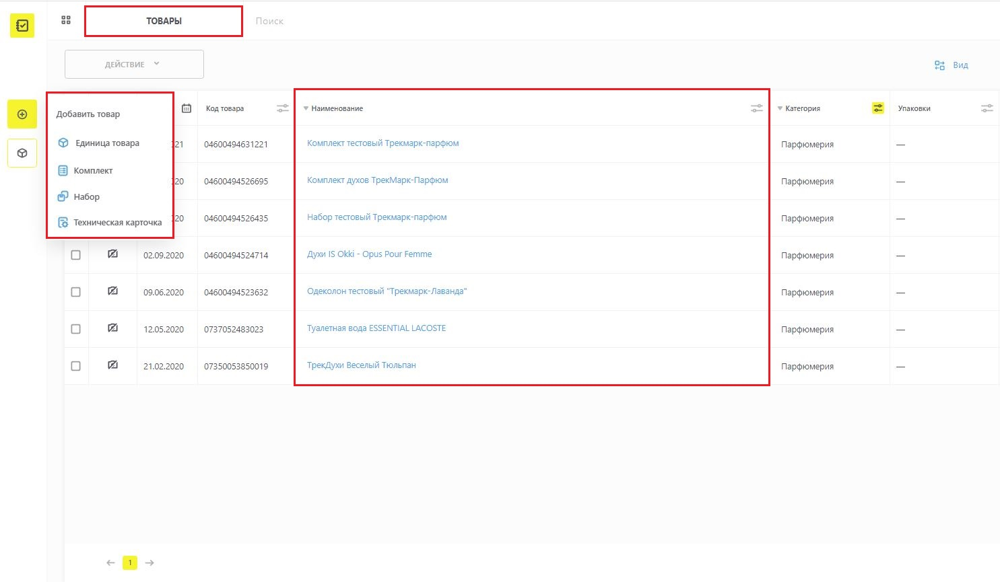 ТОВАРЫ Поиск
ДЕЙСТВИЕ Вид
Добавить товар
Единица товара
Комплект
Набор
Техническая карточка
Код товара Наименование Категория Упаковки
21 04600494631221 Комплект тестовый Трекмарк-парфюм Парфюмерия —
20 04600494526695 Комплект духов ТрекМарк-Парфюм Парфюмерия —
20 04600494526435 Набор тестовый Трекмарк-парфюм Парфюмерия —
02.09.2020 04600494524714 Духи IS Okki - Opus Pour Femme Парфюмерия —
09.06.2020 04600494523632 Одеколон тестовый "Трекмарк-Лаванда" Парфюмерия —
12.05.2020 0737052483023 Туалетная вода ESSENTIAL LACOSTE Парфюмерия —
21.02.2020 07350053850019 ТрекДухи Веселый Тюльпан Парфюмерия —
← 1 →